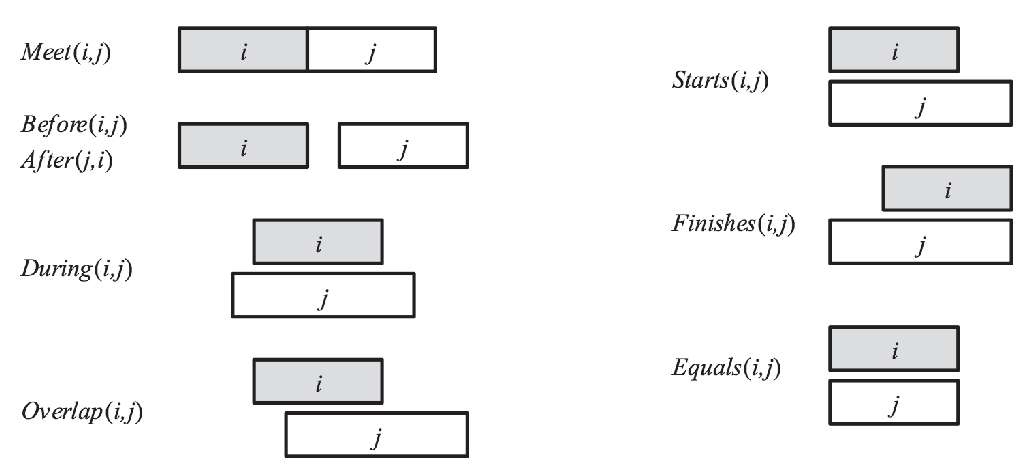 Meet(i,j)
i
j
Before(i,j)
After(j,i)
i
j
During(i,j)
i
j
Overlap(i,j)
i
j
Starts(i,j)
i
j
Finishes(i,j)
i
j
Equals(i,j)
i
j